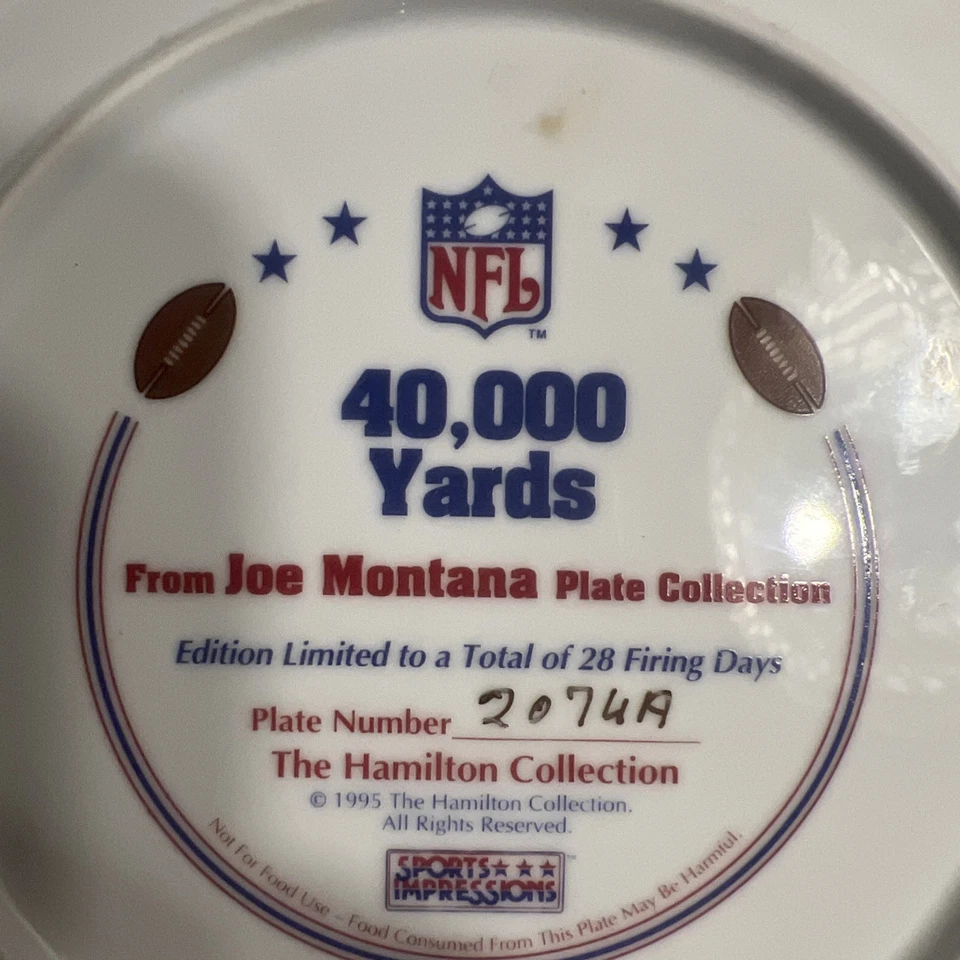 NFL
TM
40,000
Yards
From Joe Montana Plate Collection
Edition Limited to a Total of 28 Firing Days
Plate Number 2074A
The Hamilton Collection
© 1995 The Hamilton Collection.
All Rights Reserved.
SPORTS
IMPRESSIONS
Not For Food Use – Food Consumed From This Plate May Be Harmful.